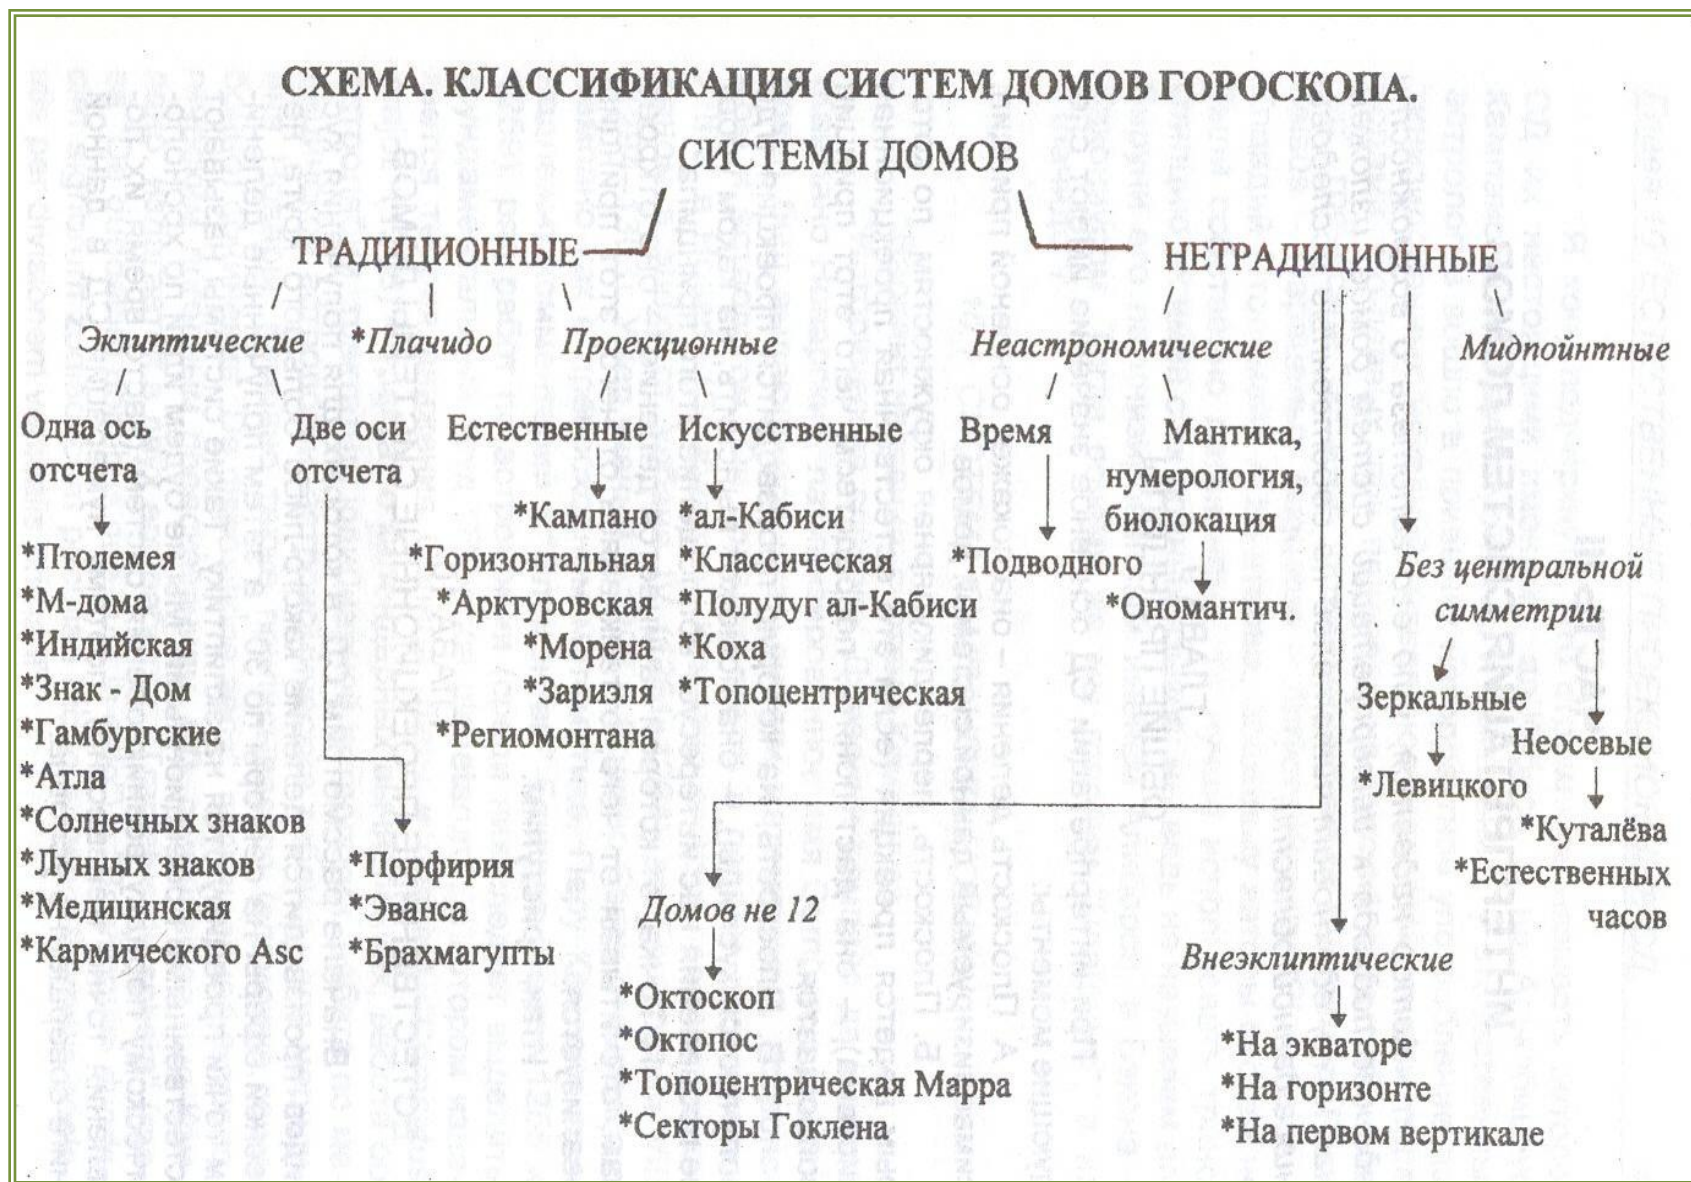 СХЕМА. КЛАССИФИКАЦИЯ СИСТЕМ ДОМОВ ГОРОСКОПА.
СИСТЕМЫ ДОМОВ
ТРАДИЦИОННЫЕ
НЕТРАДИЦИОННЫЕ
Эклиптические
*Плачидо
Проекционные
Неастрономические
Мидпойнтные
Одна ось
отсчета
Две оси
отсчета
Естественные
Искусственные
Время
Мантика,
нумерология,
биолокация
*Птолемея
*М-дома
*Индийская
*Знак - Дом
*Гамбургские
*Атла
*Солнечных знаков
*Лунных знаков
*Медицинская
*Кармического Asc
*Порфирия
*Эванса
*Брахмагупты
*Кампано
*Горизонтальная
*Арктуровская
*Морена
*Зариэля
*Региомонтана
*ал-Кабиси
*Классическая
*Полудуг ал-Кабиси
*Коха
*Топоцентрическая
*Подводного
*Ономантич.
Без центральной
симметрии
Зеркальные
*Левицкого
Неосевые
*Куталёва
*Естественных
часов
Домов не 12
*Октоскоп
*Октопос
*Топоцентрическая Марра
*Секторы Гоклена
Внеэклиптические
*На экваторе
*На горизонте
*На первом вертикале